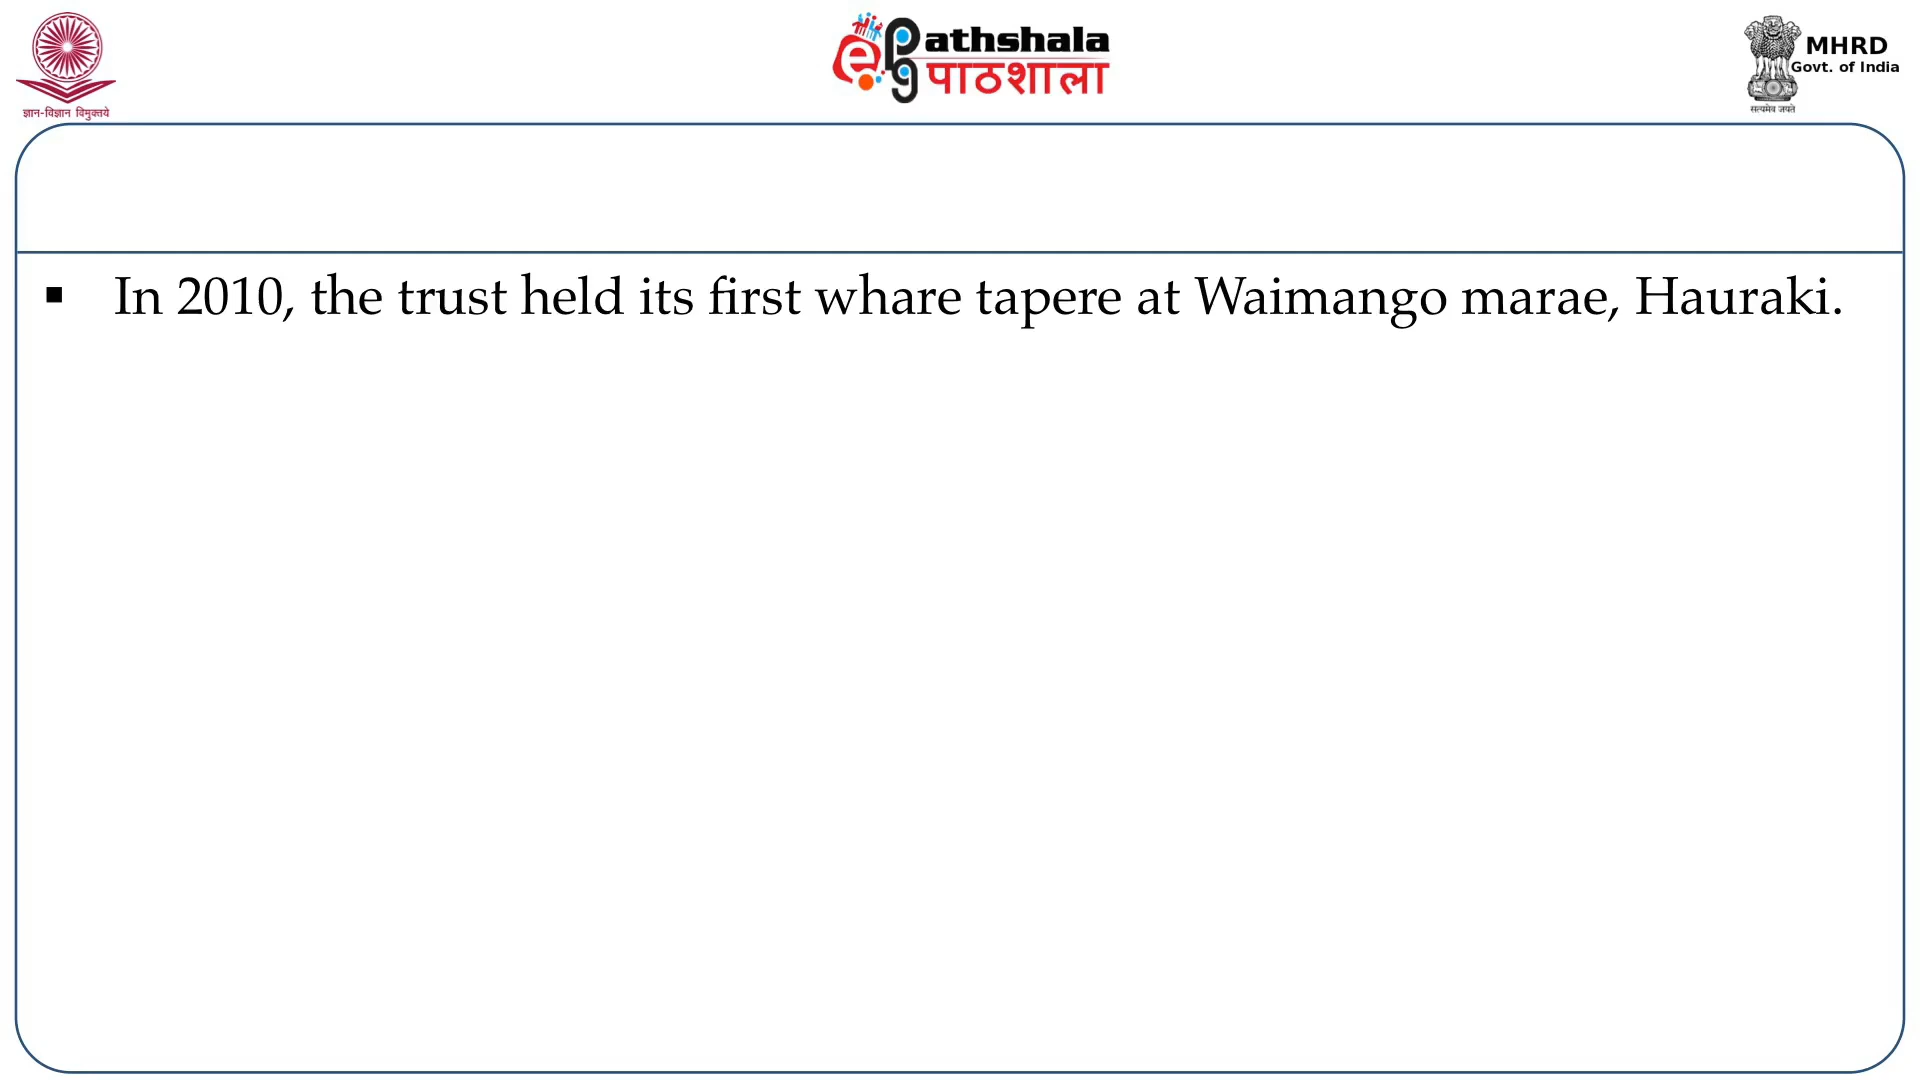 ज्ञान-विज्ञान विमुक्तये
ePathshala
पाठशाला
MHRD
Govt. of India
सत्यमेव जयते
▪ In 2010, the trust held its first whare tapere at Waimango marae, Hauraki.